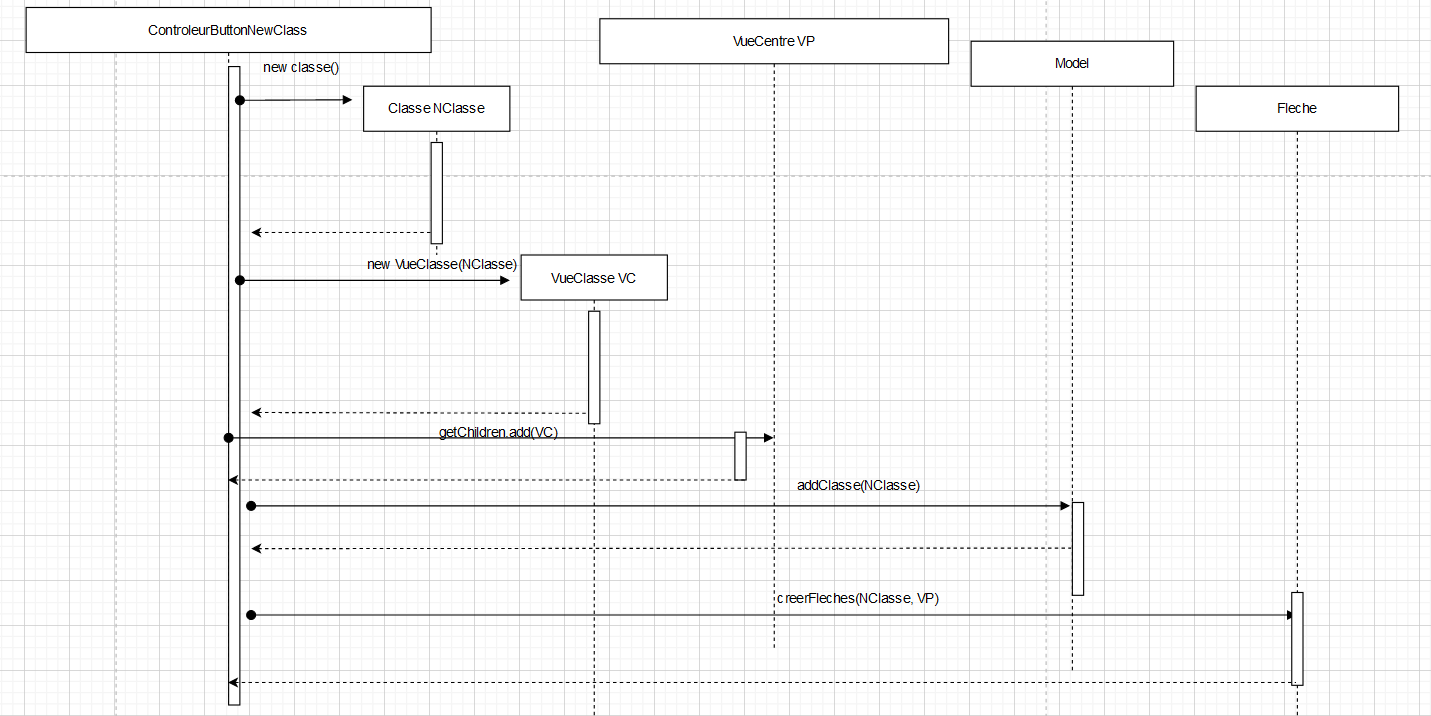 ControleurButtonNewClass
VueCentre VP
Model
new classe()
Classe NClasse
Fleche
new VueClasse(NClasse)
VueClasse VC
getChildren.add(VC)
addClasse(NClasse)
creerFleches(NClasse, VP)